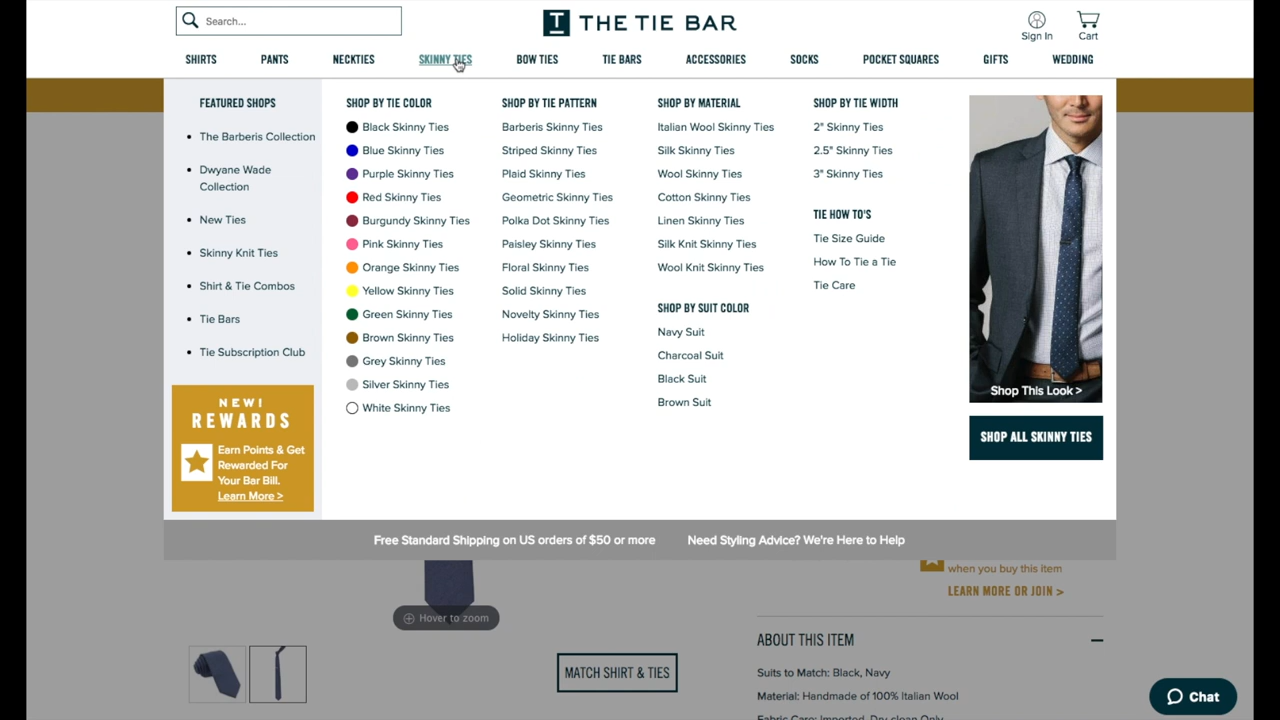 Search...
THE TIE BAR
Sign In
Cart
SHIRTS
PANTS
NECKTIES
SKINNY TIES
BOW TIES
TIE BARS
ACCESSORIES
SOCKS
POCKET SQUARES
GIFTS
WEDDING
FEATURED SHOPS
The Barberis Collection
Dwyane Wade
Collection
New Ties
Skinny Knit Ties
Shirt & Tie Combos
Tie Bars
Tie Subscription Club
NEW!
REWARDS
Earn Points & Get
Rewarded For
Your Bar Bill.
Learn More >
SHOP BY TIE COLOR
Black Skinny Ties
Blue Skinny Ties
Purple Skinny Ties
Red Skinny Ties
Burgundy Skinny Ties
Pink Skinny Ties
Orange Skinny Ties
Yellow Skinny Ties
Green Skinny Ties
Brown Skinny Ties
Grey Skinny Ties
Silver Skinny Ties
White Skinny Ties
SHOP BY TIE PATTERN
Barberis Skinny Ties
Striped Skinny Ties
Plaid Skinny Ties
Geometric Skinny Ties
Polka Dot Skinny Ties
Paisley Skinny Ties
Floral Skinny Ties
Solid Skinny Ties
Novelty Skinny Ties
Holiday Skinny Ties
SHOP BY MATERIAL
Italian Wool Skinny Ties
Silk Skinny Ties
Wool Skinny Ties
Cotton Skinny Ties
Linen Skinny Ties
Silk Knit Skinny Ties
Wool Knit Skinny Ties
SHOP BY SUIT COLOR
Navy Suit
Charcoal Suit
Black Suit
Brown Suit
SHOP BY TIE WIDTH
2" Skinny Ties
2.5" Skinny Ties
3" Skinny Ties
TIE HOW TO'S
Tie Size Guide
How To Tie a Tie
Tie Care
Shop This Look >
SHOP ALL SKINNY TIES
Free Standard Shipping on US orders of $50 or more
Need Styling Advice? We're Here to Help
when you buy this item
LEARN MORE OR JOIN >
Hover to zoom
MATCH SHIRT & TIES
ABOUT THIS ITEM
Suits to Match: Black, Navy
Material: Handmade of 100% Italian Wool
Fabric Care: Imported, Dry clean Only
Chat